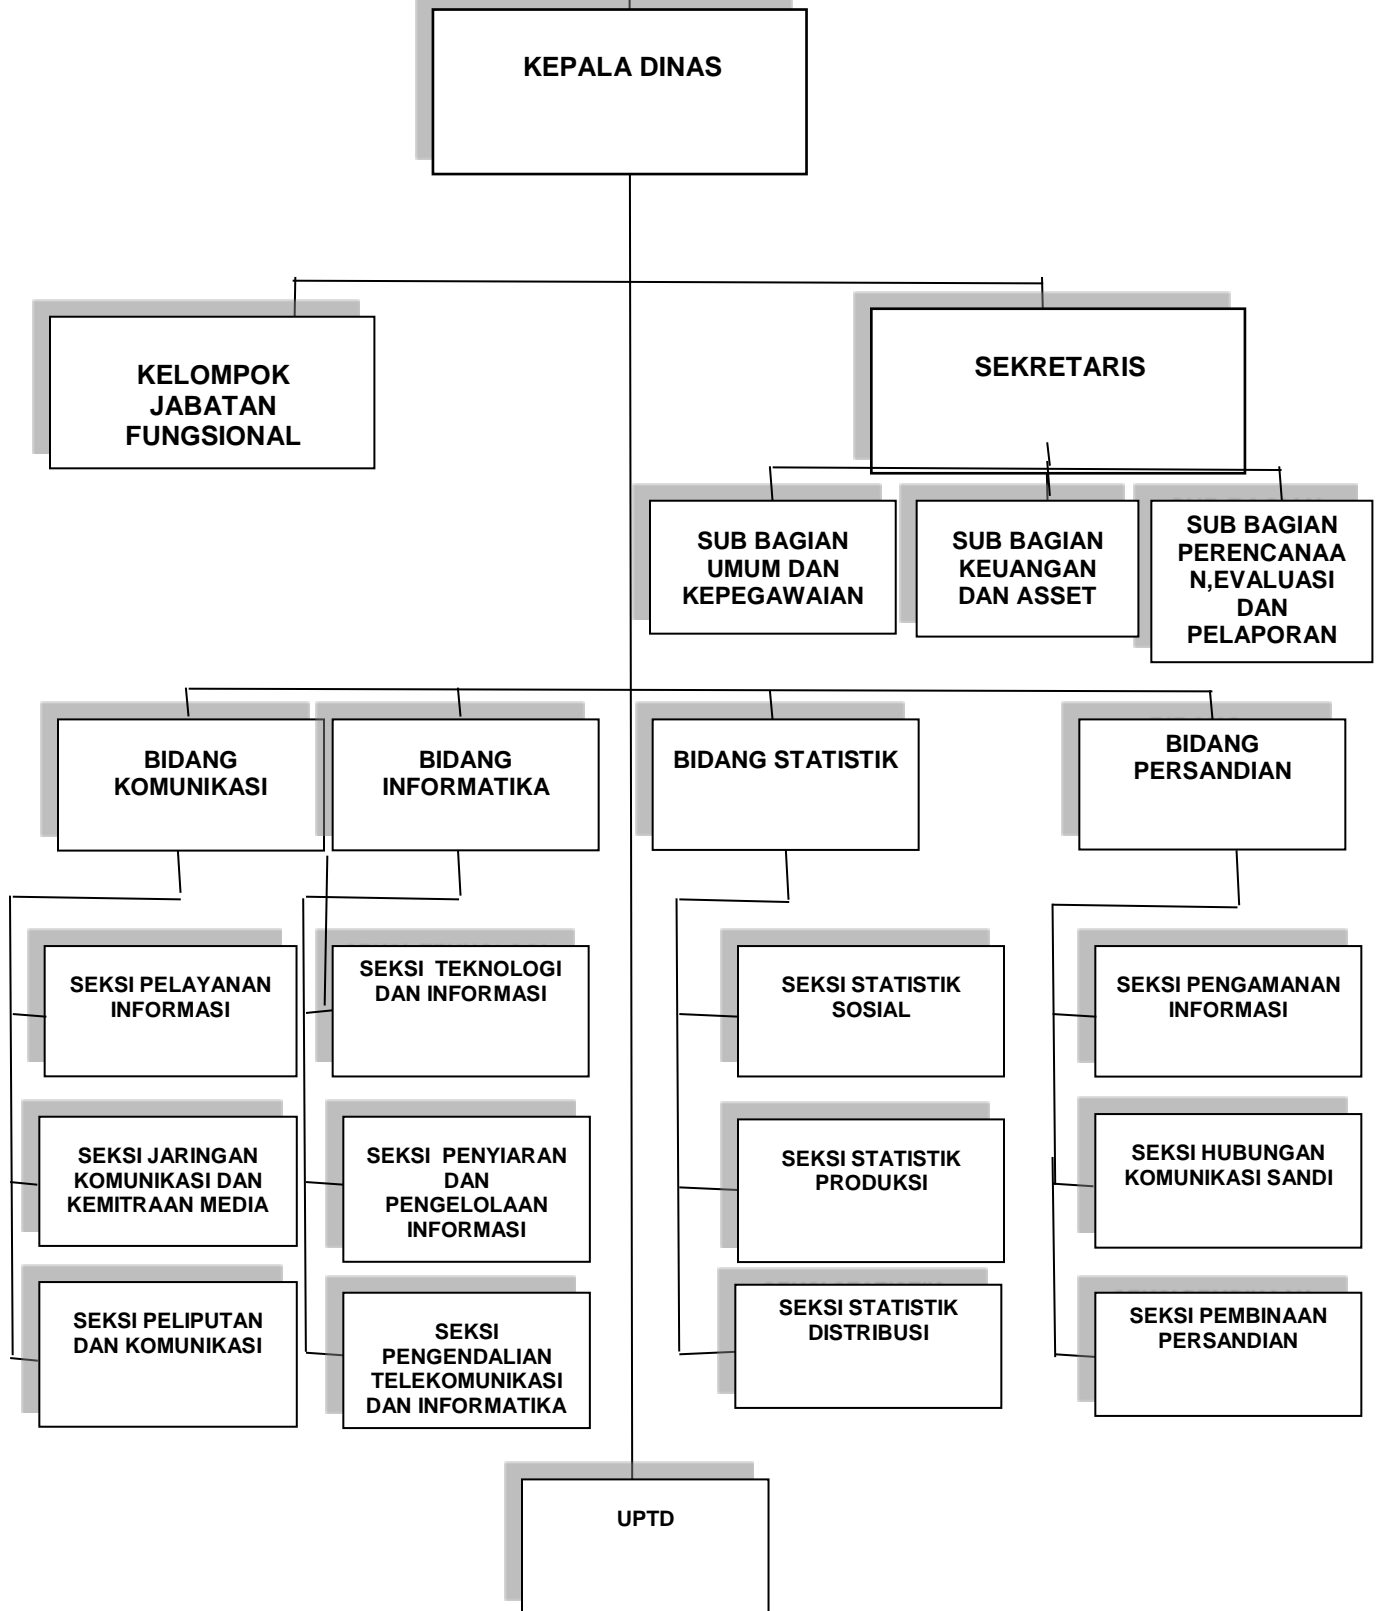 KEPALA DINAS
KELOMPOK
JABATAN
FUNGSIONAL
SEKRETARIS
SUB BAGIAN
UMUM DAN
KEPEGAWAIAN
SUB BAGIAN
KEUANGAN
DAN ASSET
SUB BAGIAN
PERENCANAA
N,EVALUASI
DAN
PELAPORAN
BIDANG
KOMUNIKASI
BIDANG
INFORMATIKA
BIDANG STATISTIK
BIDANG
PERSANDIAN
SEKSI PELAYANAN
INFORMASI
SEKSI TEKNOLOGI
DAN INFORMASI
SEKSI STATISTIK
SOSIAL
SEKSI PENGAMANAN
INFORMASI
SEKSI JARINGAN
KOMUNIKASI DAN
KEMITRAAN MEDIA
SEKSI PENYIARAN
DAN
PENGELOLAAN
INFORMASI
SEKSI STATISTIK
PRODUKSI
SEKSI HUBUNGAN
KOMUNIKASI SANDI
SEKSI PELIPUTAN
DAN KOMUNIKASI
SEKSI
PENGENDALIAN
TELEKOMUNIKASI
DAN INFORMATIKA
SEKSI STATISTIK
DISTRIBUSI
SEKSI PEMBINAAN
PERSANDIAN
UPTD